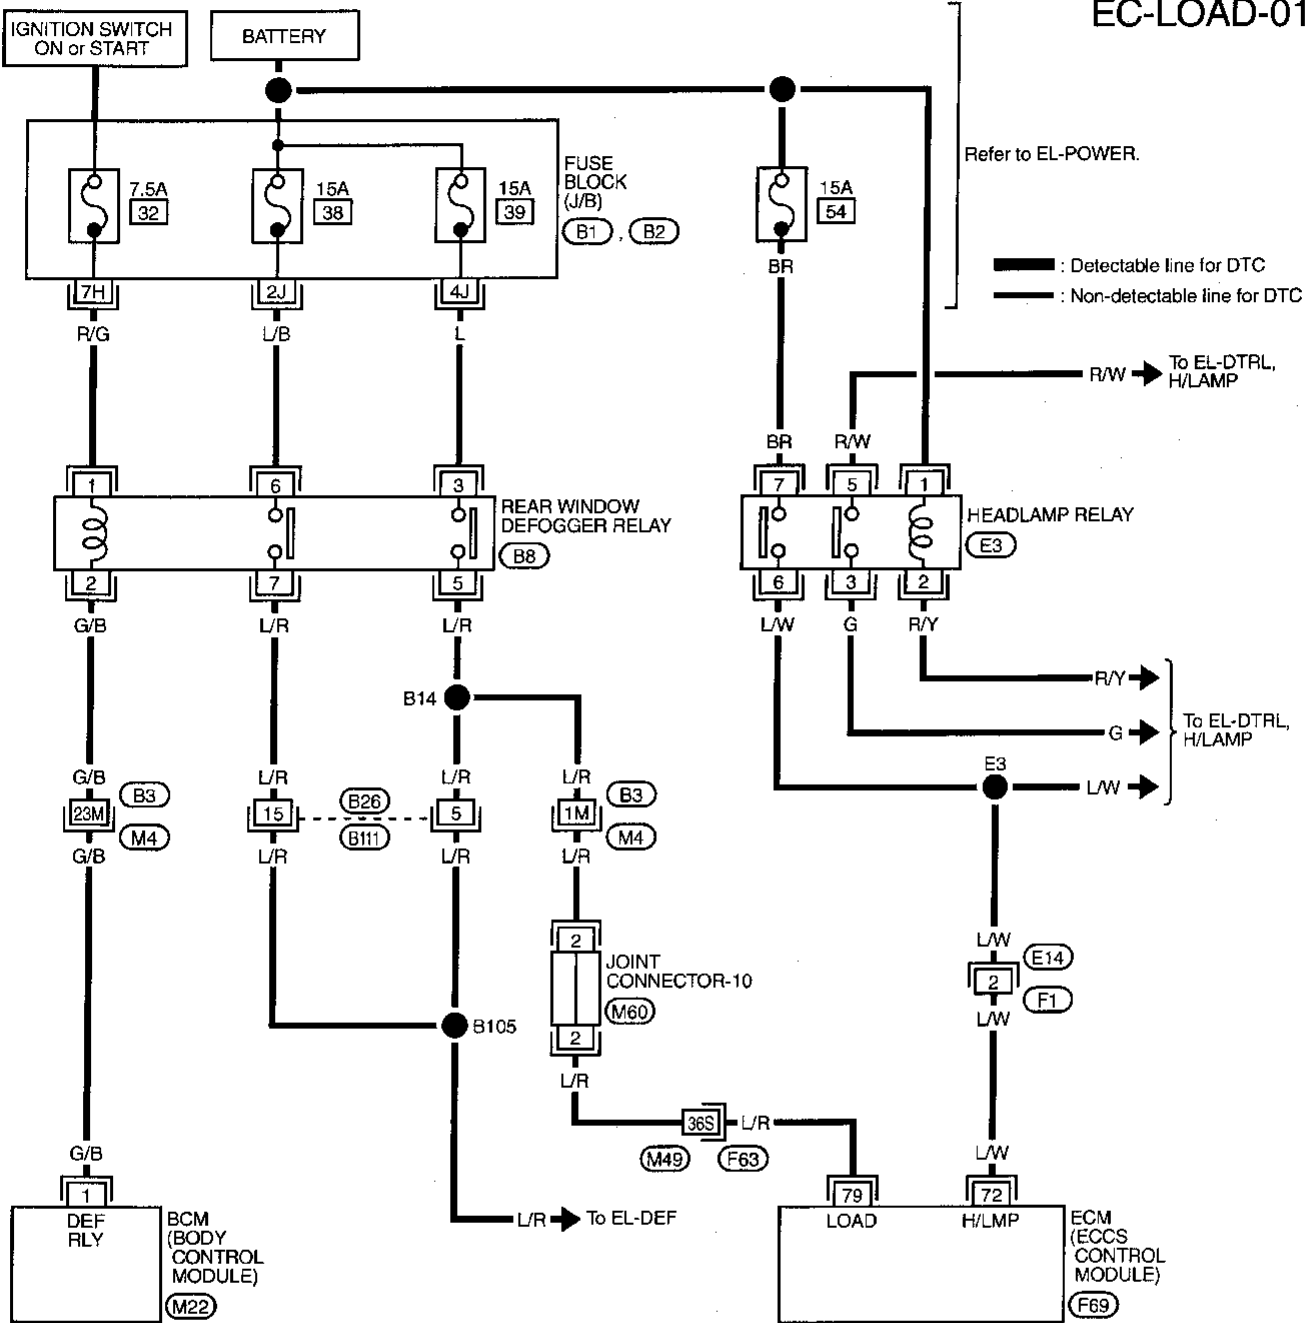 EC-LOAD-01
IGNITION SWITCH
ON or START
BATTERY
Refer to EL-POWER.
FUSE
BLOCK
(J/B)
B1 , B2
7.5A
32
15A
38
15A
39
15A
54
BR
: Detectable line for DTC
: Non-detectable line for DTC
7H
2J
4J
R/G
L/B
L
R/W
To EL-DTRL,
H/LAMP
BR
R/W
1
6
3
7
5
1
REAR WINDOW
DEFOGGER RELAY
B8
HEADLAMP RELAY
E3
2
7
5
6
3
2
G/B
L/R
L/R
L/W
G
R/Y
B14
R/Y
G
L/W
To EL-DTRL,
H/LAMP
E3
G/B
L/R
L/R
L/R
23M
B3
M4
15
B26
B111
5
1M
B3
M4
G/B
L/R
L/R
L/R
2
JOINT
CONNECTOR-10
M60
2
L/R
B105
L/W
2
E14
F1
L/W
36S
L/R
M49
F63
G/B
L/W
1
79
72
DEF
RLY
BCM
(BODY
CONTROL
MODULE)
M22
L/R
To EL-DEF
LOAD
H/LMP
ECM
(ECCS
CONTROL
MODULE)
F69